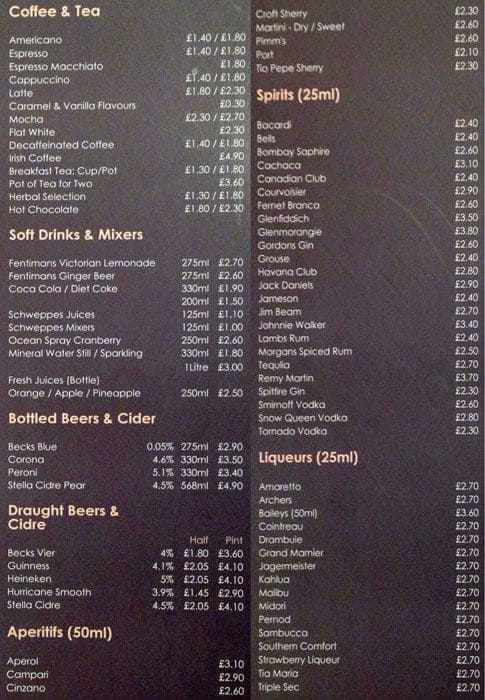 Coffee & Tea
Americano £1.40 / £1.80
Espresso £1.40 / £1.80
Espresso Macchiato £1.80
Cappuccino £1.40 / £1.80
Latte £1.80 / £2.30
Caramel & Vanilla Flavours £0.30
Mocha £2.30 / £2.70
Flat White £2.30
Decaffeinated Coffee £1.40 / £1.80
Irish Coffee £4.90
Breakfast Tea: Cup/Pot £1.30 / £1.80
Pot of Tea for Two £3.60
Herbal Selection £1.30 / £1.80
Hot Chocolate £1.80 / £2.30
Soft Drinks & Mixers
Fentimans Victorian Lemonade 275ml £2.70
Fentimans Ginger Beer 275ml £2.60
Coca Cola / Diet Coke 330ml £1.90
200ml £1.50
Schweppes Juices 125ml £1.10
Schweppes Mixers 125ml £1.00
Ocean Spray Cranberry 250ml £2.60
Mineral Water Still / Sparkling 330ml £1.80
1Litre £3.00
Fresh Juices (Bottle)
Orange / Apple / Pineapple 250ml £2.50
Bottled Beers & Cider
Becks Blue 0.05% 275ml £2.90
Corona 4.6% 330ml £3.50
Peroni 5.1% 330ml £3.40
Stella Cidre Pear 4.5% 568ml £4.90
Draught Beers &
Cidre
Half Pint
Becks Vier 4% £1.80 £3.60
Guinness 4.1% £2.05 £4.10
Heineken 5% £2.05 £4.10
Hurricane Smooth 3.9% £1.45 £2.90
Stella Cidre 4.5% £2.05 £4.10
Aperitifs (50ml)
Aperol £3.10
Campari £2.90
Cinzano £2.60
Croft Sherry £2.30
Martini - Dry / Sweet £2.60
Pimm's £2.60
Port £2.10
Tio Pepe Sherry £2.30
Spirits (25ml)
Bacardi £2.40
Bells £2.40
Bombay Saphire £2.60
Cachaca £3.10
Canadian Club £2.40
Courvoisier £2.90
Fernet Branca £2.60
Glenfiddich £3.50
Glenmorangie £3.80
Gordons Gin £2.60
Grouse £2.40
Havana Club £2.80
Jack Daniels £2.90
Jameson £2.40
Jim Beam £2.70
Johnnie Walker £3.40
Lambs Rum £2.40
Morgans Spiced Rum £2.50
Tequila £2.70
Remy Martin £3.70
Spitfire Gin £2.30
Smirnoff Vodka £2.60
Snow Queen Vodka £2.80
Tornado Vodka £2.30
Liqueurs (25ml)
Amaretto £2.70
Archers £2.70
Baileys (50ml) £3.60
Cointreau £2.70
Drambuie £2.70
Grand Marnier £2.70
Jagermeister £2.70
Kahlua £2.70
Malibu £2.70
Midori £2.70
Pernod £2.70
Sambucca £2.70
Southern Comfort £2.70
Strawberry Liqueur £2.70
Tia Maria £2.70
Triple Sec £2.70